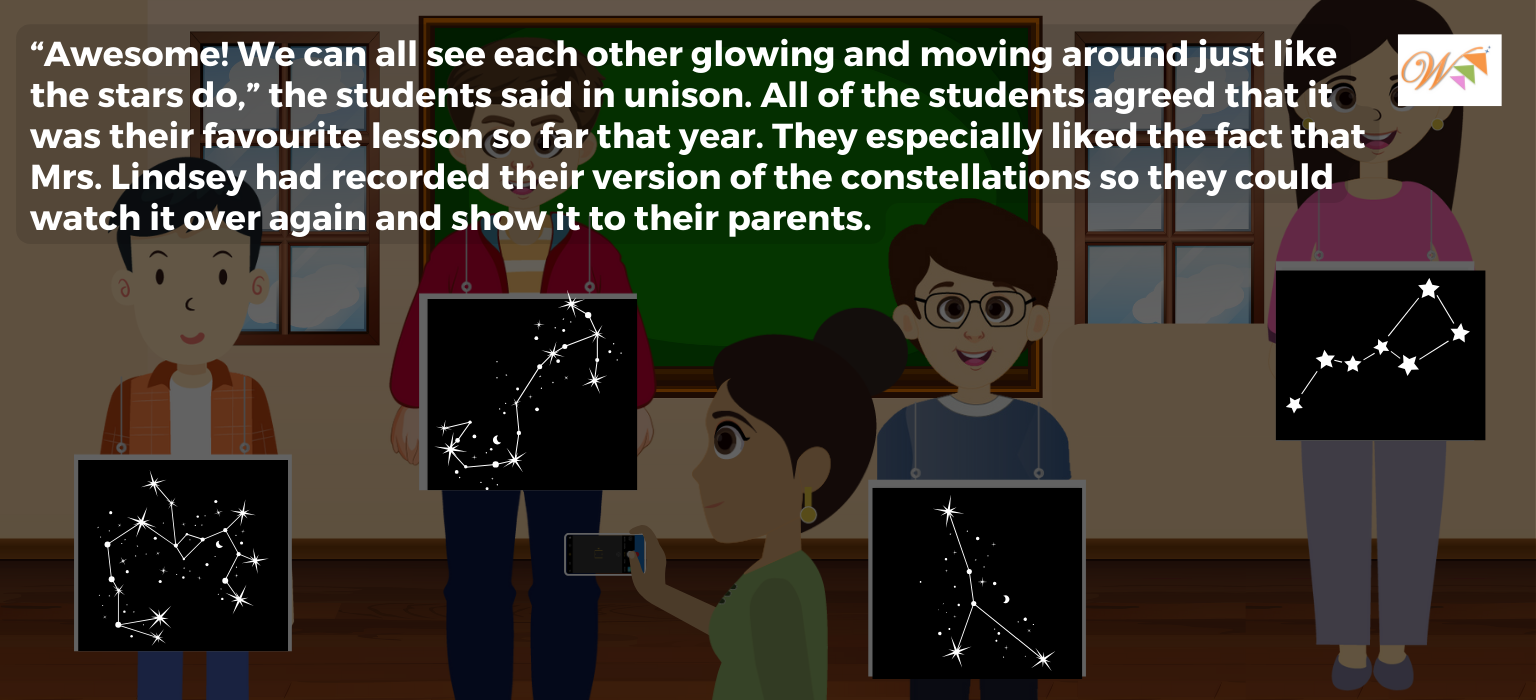 “Awesome! We can all see each other glowing and moving around just like
the stars do,” the students said in unison. All of the students agreed that it
was their favourite lesson so far that year. They especially liked the fact that
Mrs. Lindsey had recorded their version of the constellations so they could
watch it over again and show it to their parents.
W